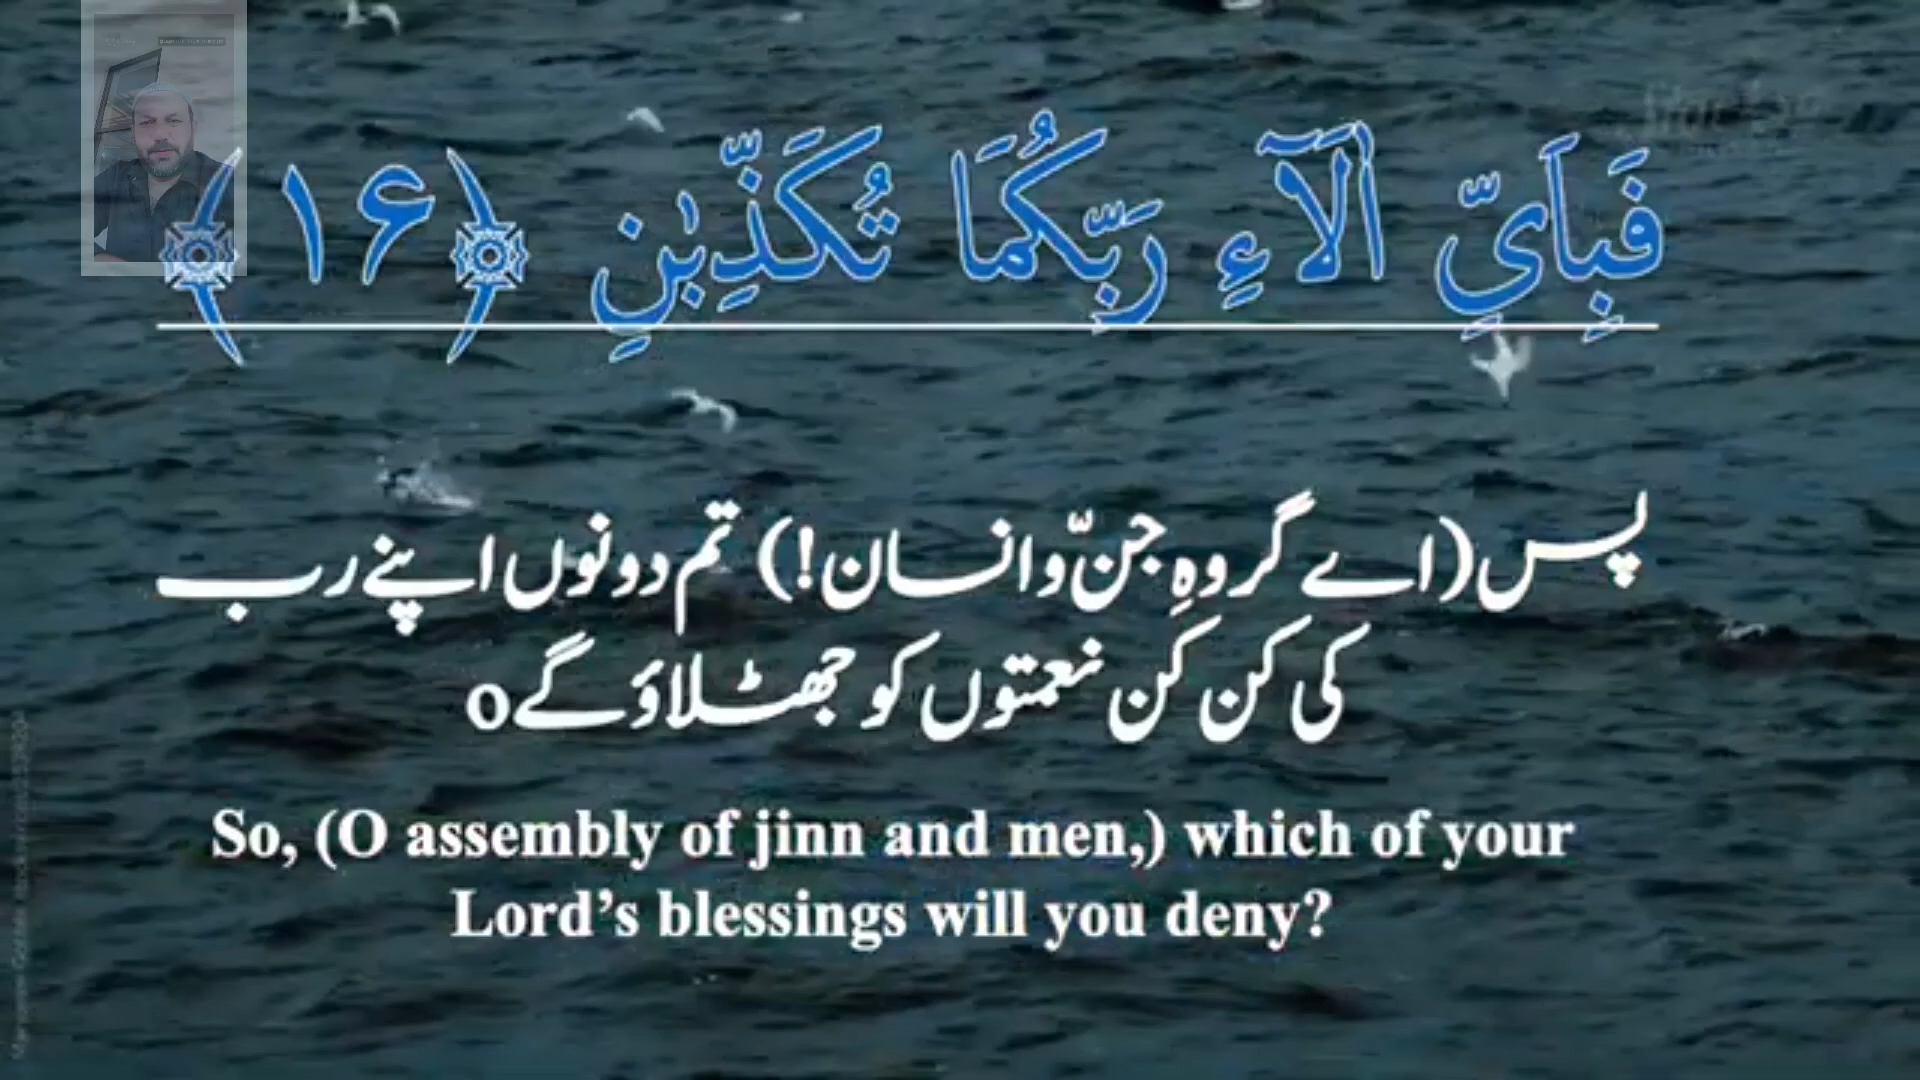 فَبِاَىِّ اٰلَآءِ رَبِّكُمَا تُكَذِّبٰنِ ﴿۱۶﴾
پس (اے گروہِ جنّ و انسان!) تم دونوں اپنے رب
کی کن کن نعمتوں کو جھٹلاؤ گے o
So, (O assembly of jinn and men,) which of your
Lord’s blessings will you deny?